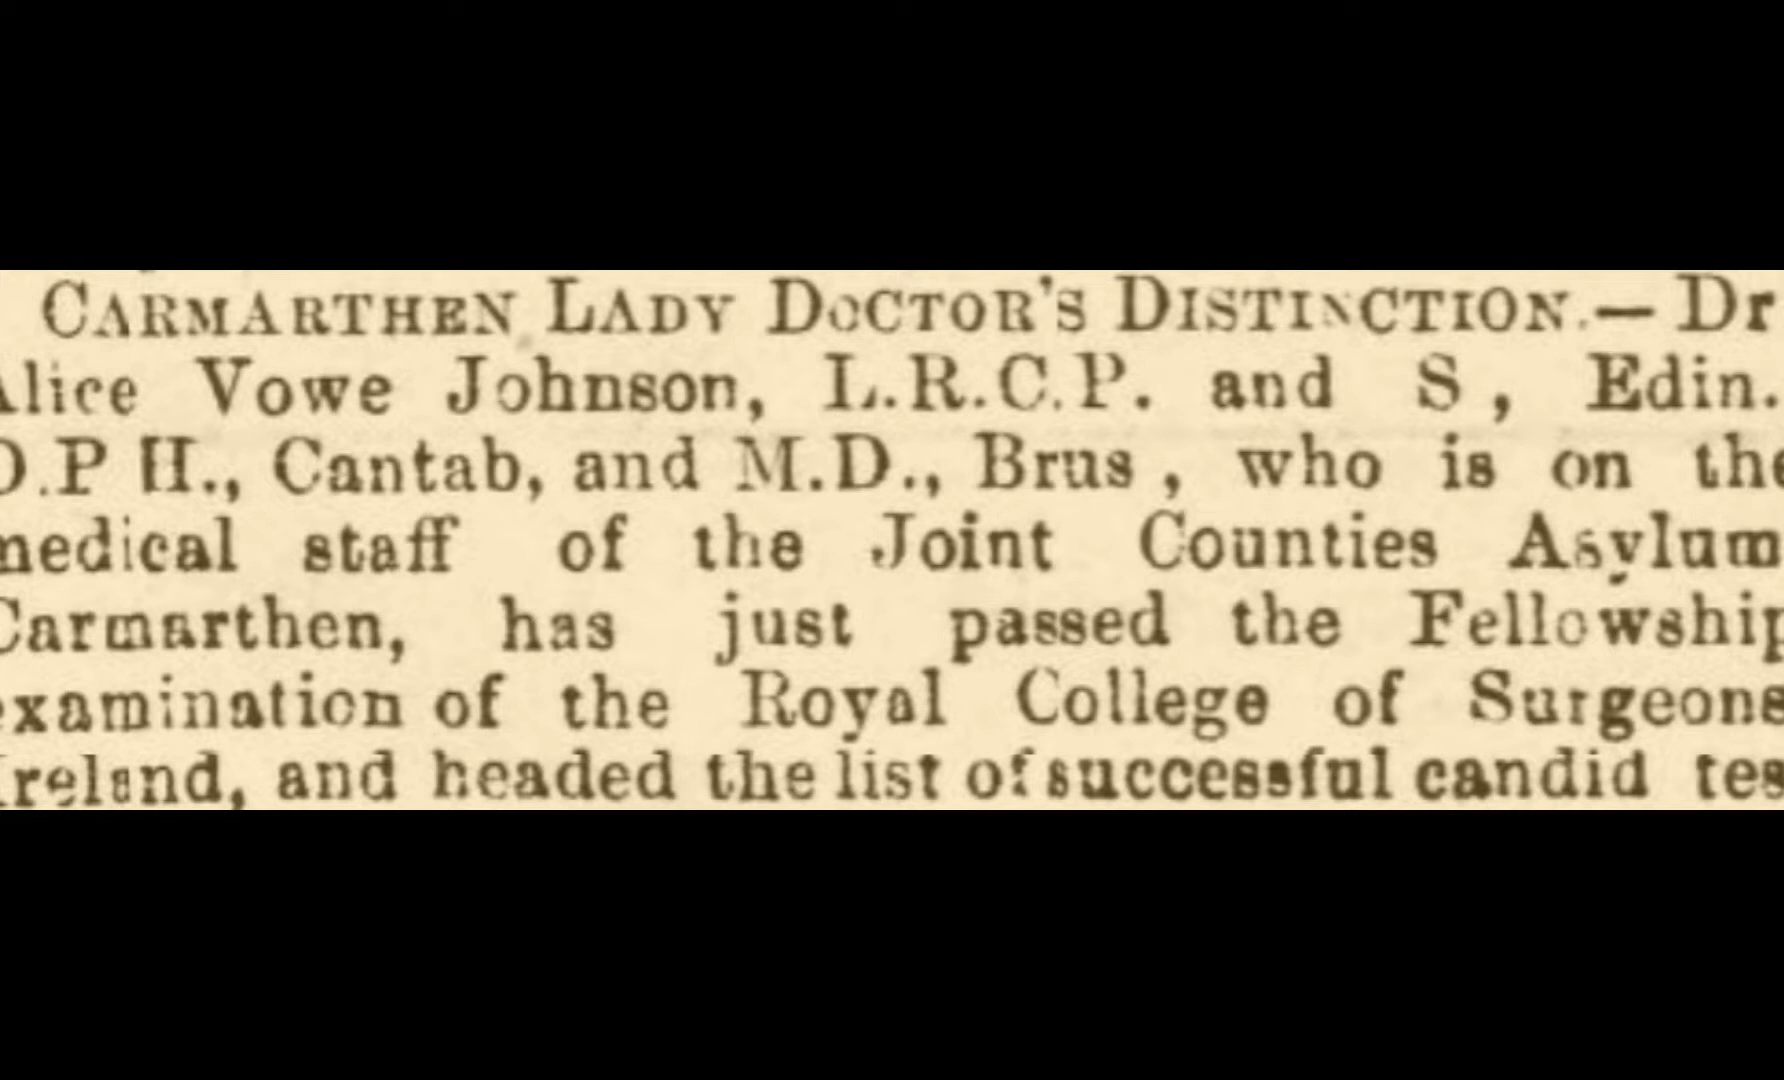 CARMARTHEN LADY DOCTOR'S DISTINCTION.— Dr
Alice Vowe Johnson, L.R.C.P. and S, Edin.
D.P H., Cantab, and M.D., Brus, who is on the
medical staff of the Joint Counties Asylum
Carmarthen, has just passed the Fellowship
examination of the Royal College of Surgeons
Ireland, and headed the list of successful candid tes